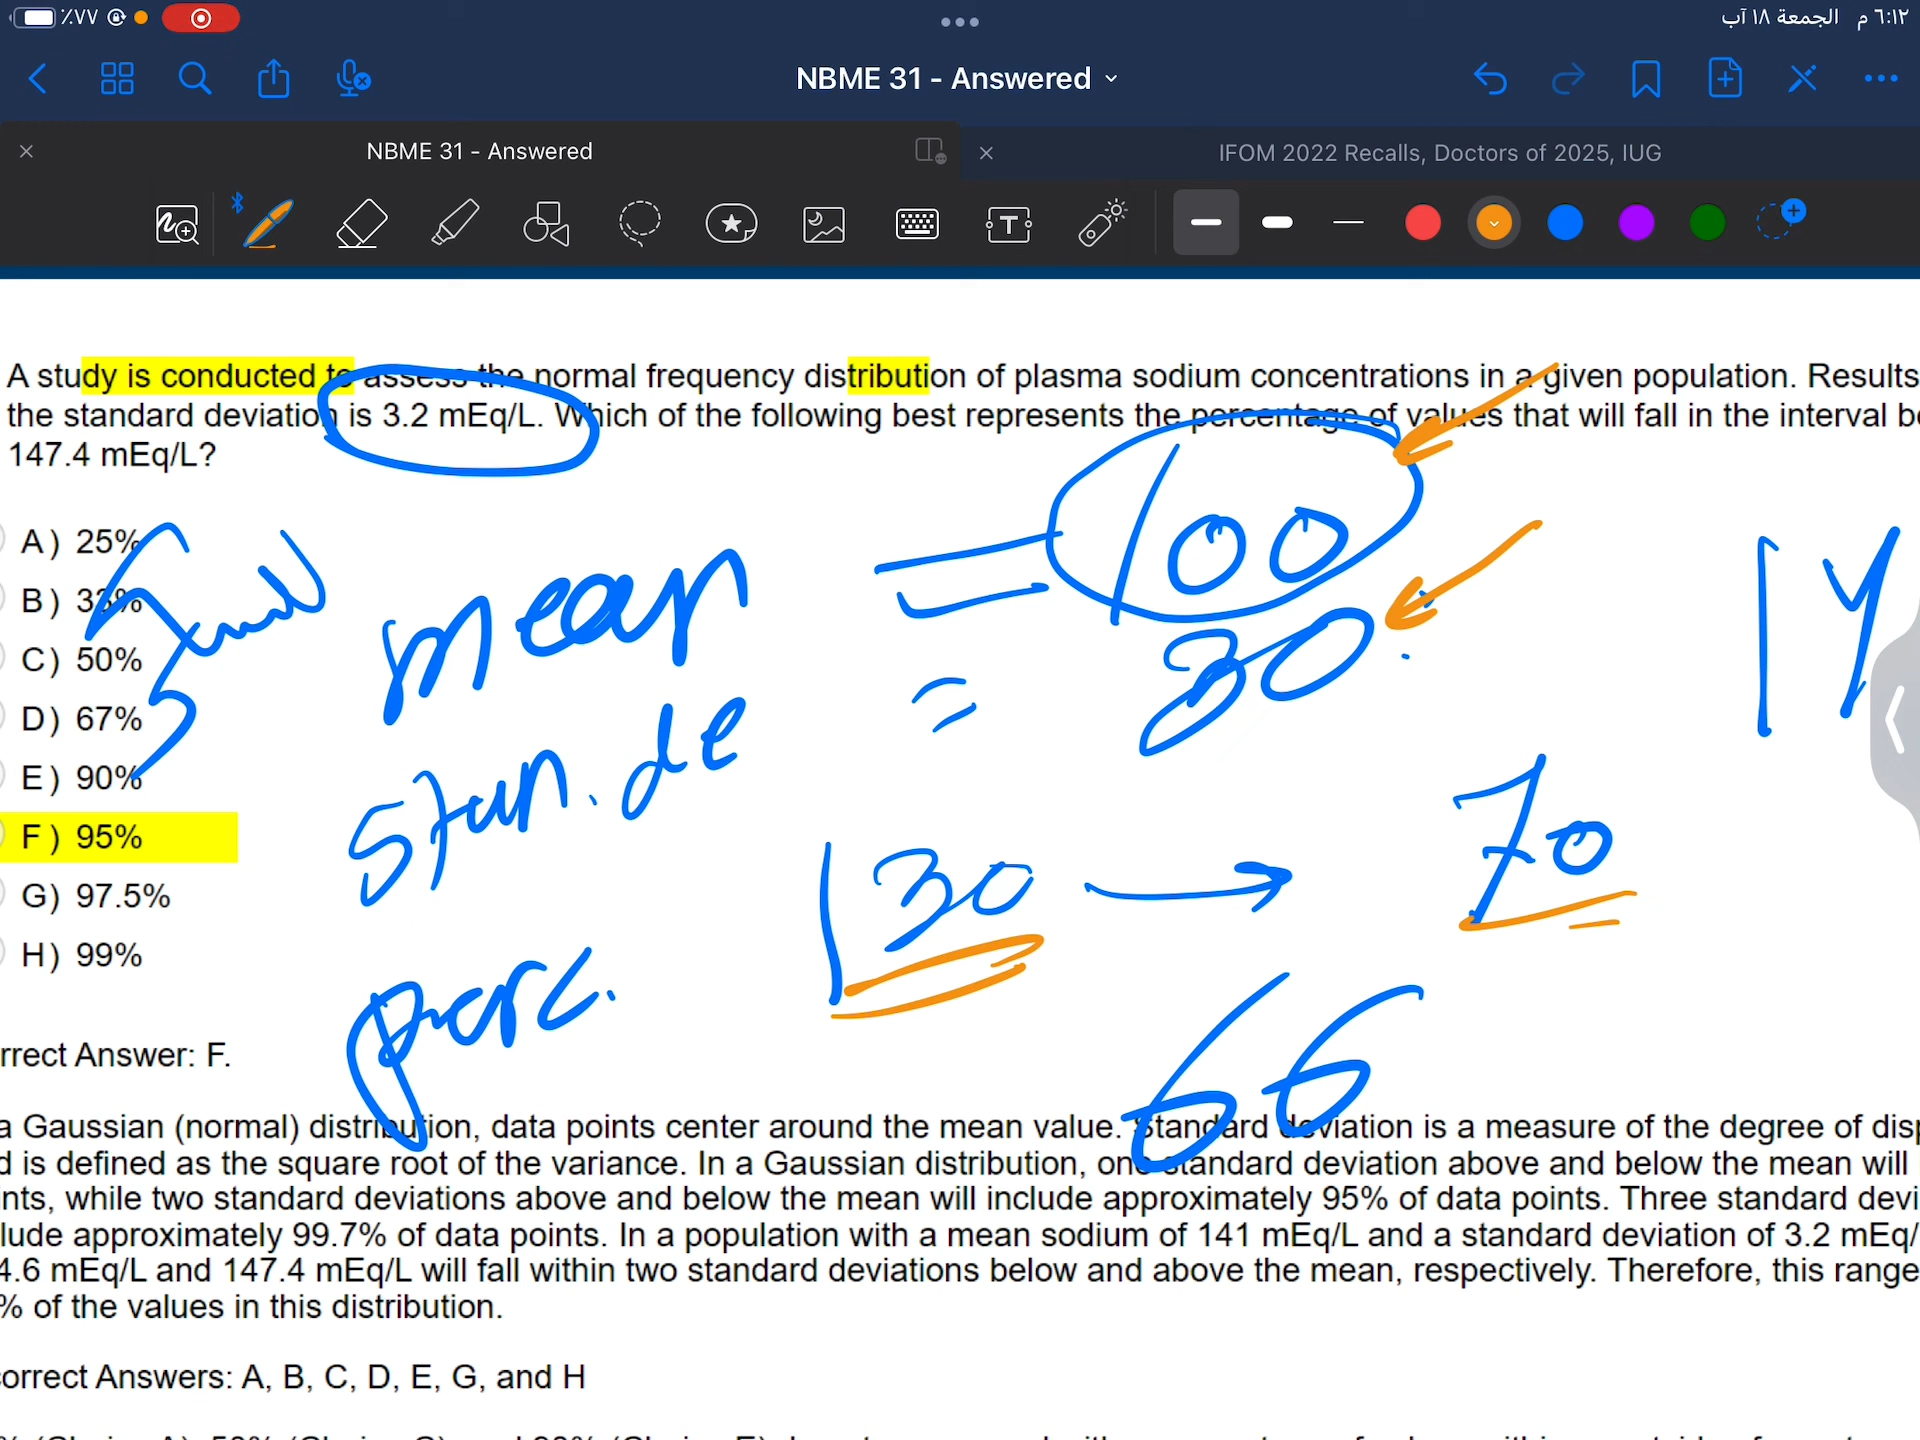 ٪٧٧
٦:١٢ م الجمعة ١٨ آب
NBME 31 - Answered
NBME 31 - Answered
IFOM 2022 Recalls, Doctors of 2025, IUG
T
A study is conducted to assess the normal frequency distribution of plasma sodium concentrations in a given population. Results
the standard deviation is 3.2 mEq/L. Which of the following best represents the percentage of values that will fall in the interval be
147.4 mEq/L?
A) 25%
B) 33%
C) 50%
D) 67%
E) 90%
F) 95%
G) 97.5%
H) 99%
mean = 100
stan. de = 30.
130 → 70
perc. 66
rrect Answer: F.
a Gaussian (normal) distribution, data points center around the mean value. Standard deviation is a measure of the degree of disp
d is defined as the square root of the variance. In a Gaussian distribution, one standard deviation above and below the mean will
nts, while two standard deviations above and below the mean will include approximately 95% of data points. Three standard devi
lude approximately 99.7% of data points. In a population with a mean sodium of 141 mEq/L and a standard deviation of 3.2 mEq/
4.6 mEq/L and 147.4 mEq/L will fall within two standard deviations below and above the mean, respectively. Therefore, this range
% of the values in this distribution.
correct Answers: A, B, C, D, E, G, and H